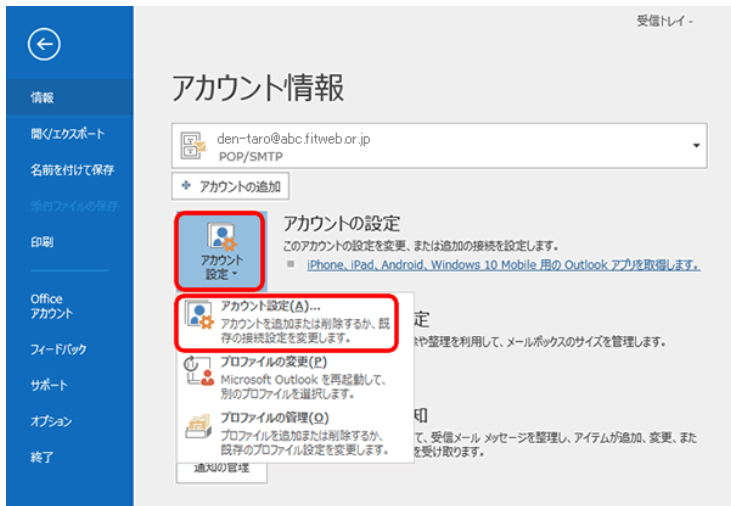 受信トレイ -
情報
開く/エクスポート
名前を付けて保存
添付ファイルの保存
印刷
Office
アカウント
フィードバック
サポート
オプション
終了
アカウント情報
den-taro@abc.fitweb.or.jp
POP/SMTP
アカウントの追加
アカウント
設定
アカウントの設定
このアカウントの設定を変更、または追加の接続を設定します。
iPhone、iPad、Android、Windows 10 Mobile 用の Outlook アプリを取得します。
アカウント設定(A)...
アカウントを追加または削除するか、既
存の接続設定を変更します。
プロファイルの変更(P)
Microsoft Outlook を再起動して、
別のプロファイルを選択します。
プロファイルの管理(O)
プロファイルを追加または削除するか、
既存のプロファイル設定を変更します。
定
や整理を利用して、メールボックスのサイズを管理します。
知
て、受信メール メッセージを整理し、アイテムが追加、変更、また
を受け取ります。
通知の管理